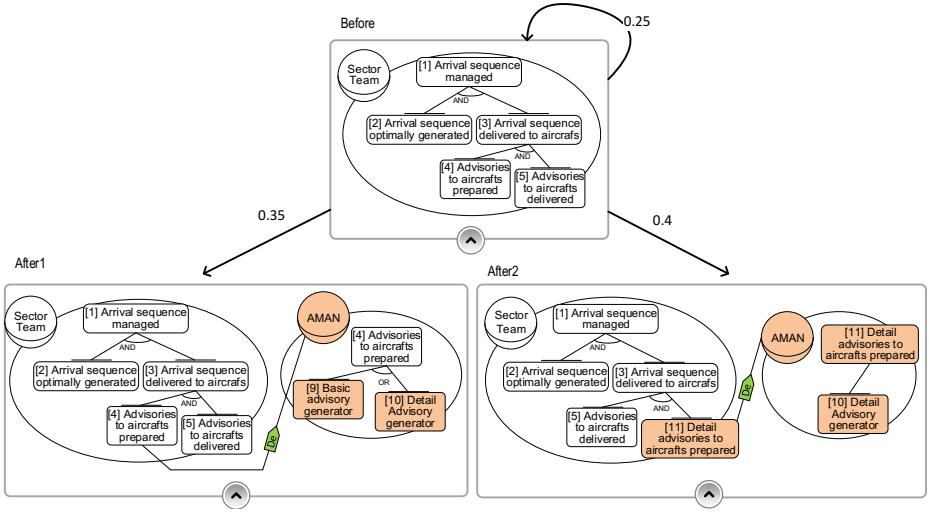 Before
0.25
Sector
Team
[1] Arrival sequence
managed
AND
[2] Arrival sequence
optimally generated
[3] Arrival sequence
delivered to aircrafs
AND
[4] Advisories
to aircrafts
prepared
[5] Advisories
to aircrafts
delivered
0.35
0.4
After1
Sector
Team
[1] Arrival sequence
managed
AND
[2] Arrival sequence
optimally generated
[3] Arrival sequence
delivered to aircrafs
AND
[4] Advisories
to aircrafts
prepared
[5] Advisories
to aircrafts
delivered
De
AMAN
[4] Advisories
to aircrafts
prepared
OR
[9] Basic
advisory
generator
[10] Detail
Advisory
generator
After2
Sector
Team
[1] Arrival sequence
managed
AND
[2] Arrival sequence
optimally generated
[3] Arrival sequence
delivered to aircrafs
AND
[5] Advisories
to aircrafts
delivered
[11] Detail
advisories to
aircrafts prepared
De
AMAN
[11] Detail
advisories to
aircrafts prepared
[10] Detail
Advisory
generator